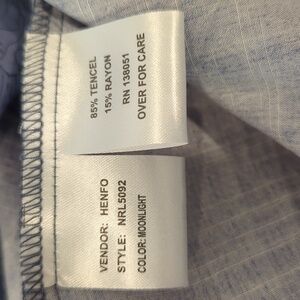 85% TENCEL
15% RAYON
RN 138051
OVER FOR CARE
VENDOR: HENFO
STYLE: NRL5092
COLOR: MOONLIGHT